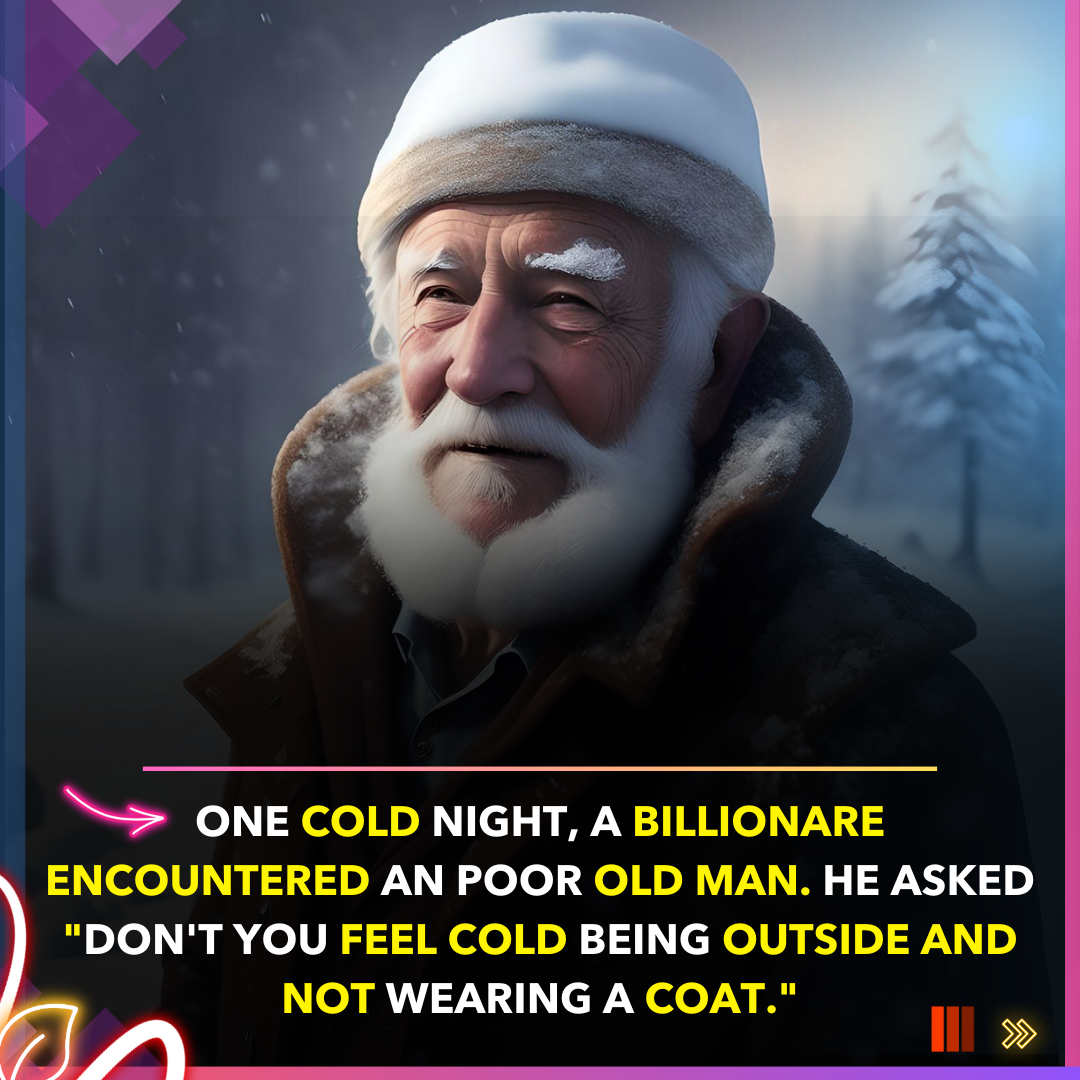 ONE COLD NIGHT, A BILLIONARE
ENCOUNTERED AN POOR OLD MAN. HE ASKED
"DON'T YOU FEEL COLD BEING OUTSIDE AND
NOT WEARING A COAT."